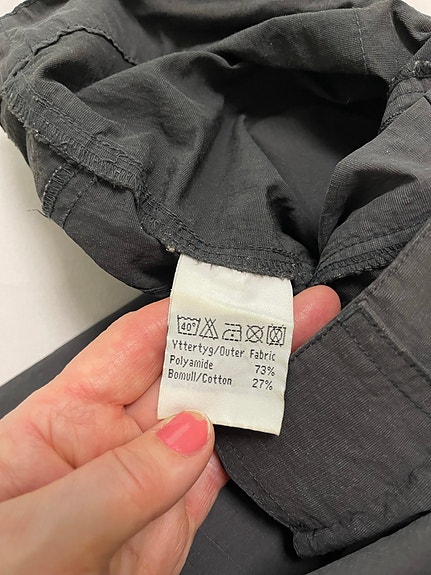 40°
Yttertyg/Outer Fabric
Polyamide 73%
Bomull/Cotton 27%